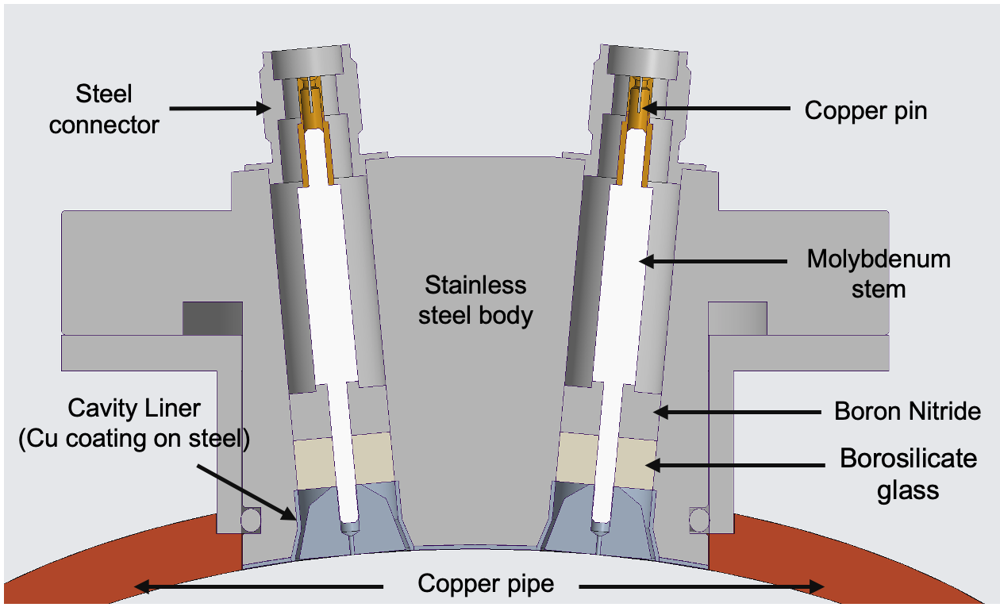 Steel
connector
Copper pin
Molybdenum
stem
Stainless
steel body
Cavity Liner
(Cu coating on steel)
Boron Nitride
Borosilicate
glass
Copper pipe